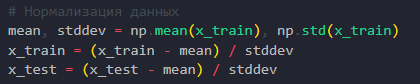 # Нормализация данных
mean, stddev = np.mean(x_train), np.std(x_train)
x_train = (x_train - mean) / stddev
x_test = (x_test - mean) / stddev